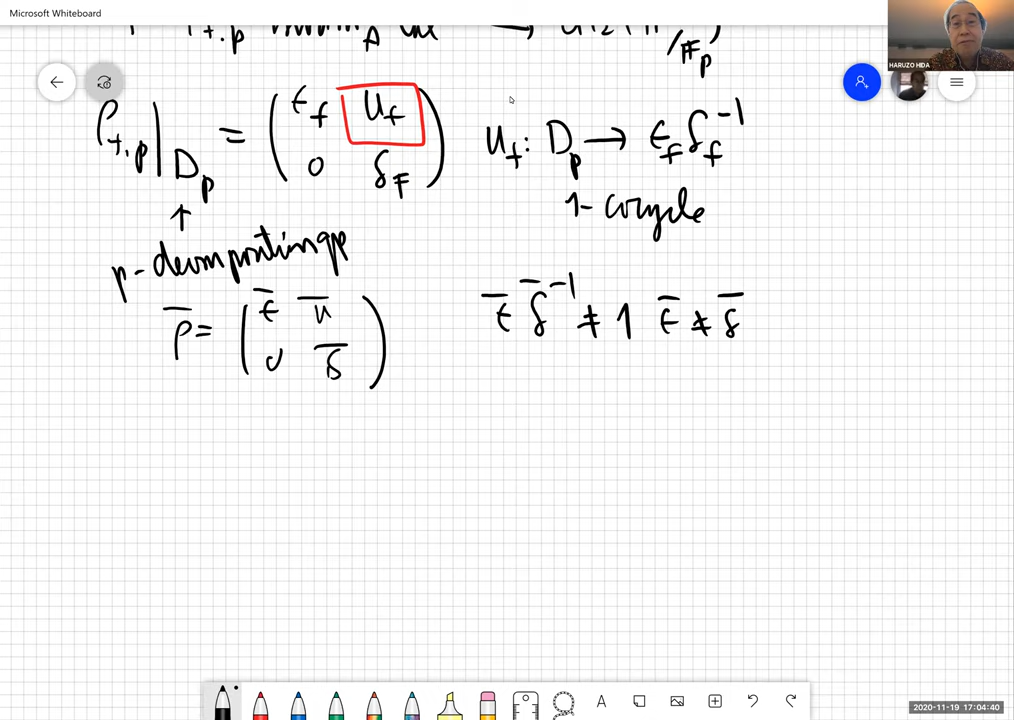 Microsoft Whiteboard
HARUZO HIDA
/𝔽_p
ρ_{f.p}|_{D_p} = ( ε_f u_f
0 δ_f ) u_f : D_p → ε_f δ_f^{-1}
↑ 1-cocycle
p-decomposition gp
ρ̄ = ( ε̄ ū
0 δ̄ ) ε̄ δ̄^{-1} ≠ 1 ε̄ ≠ δ̄
A
2020-11-19 17:04:40